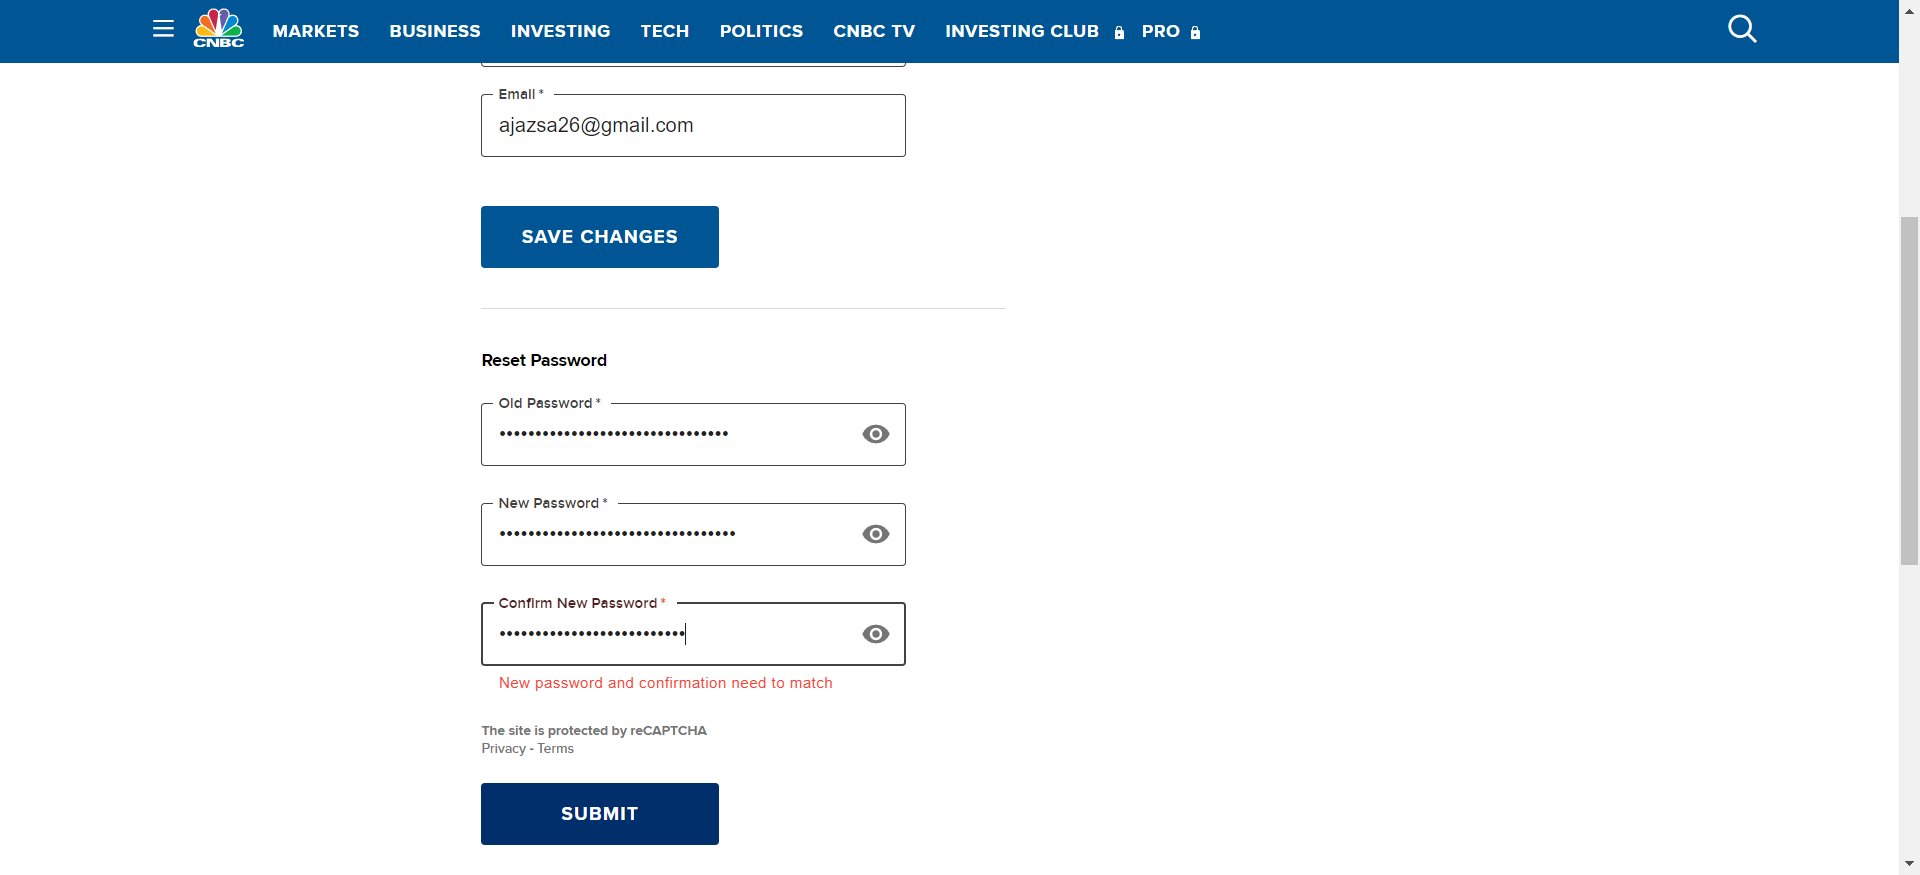 CNBC MARKETS BUSINESS INVESTING TECH POLITICS CNBC TV INVESTING CLUB PRO
Email *
ajazsa26@gmail.com
SAVE CHANGES
Reset Password
Old Password *
••••••••••••••••••••••••••••••••
New Password *
•••••••••••••••••••••••••••••••••
Confirm New Password *
••••••••••••••••••••••••••
New password and confirmation need to match
The site is protected by reCAPTCHA
Privacy - Terms
SUBMIT